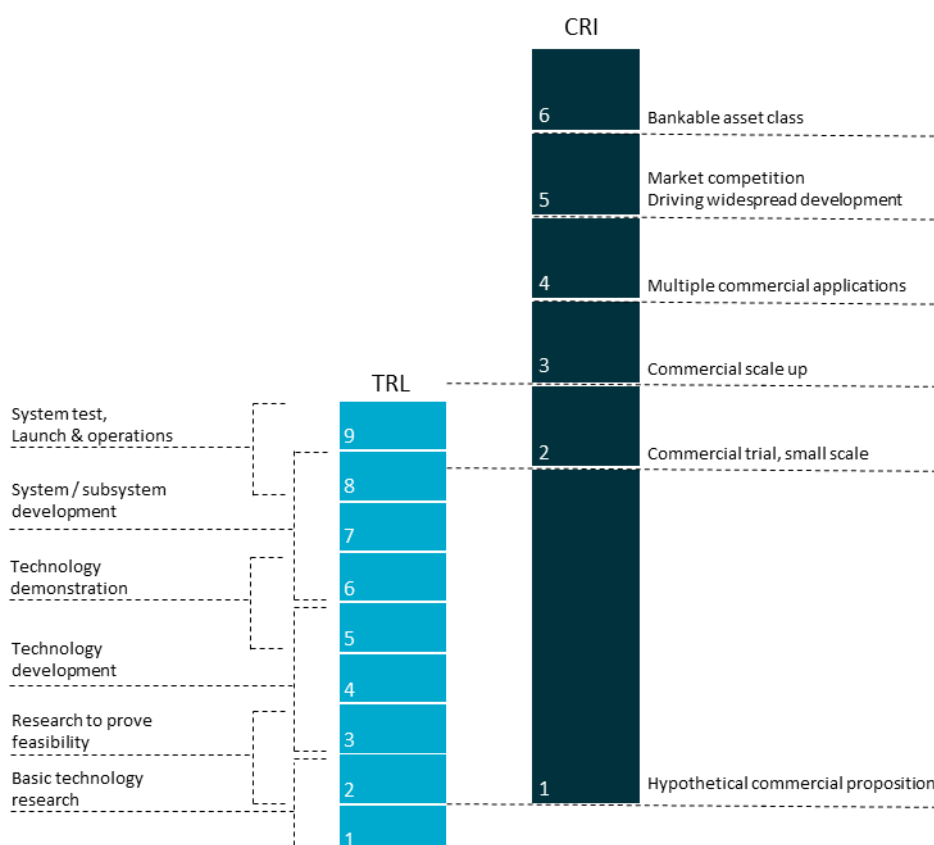 CRI
6
Bankable asset class
Market competition
5
Driving widespread development
4
Multiple commercial applications
3
Commercial scale up
TRL
System test,
Launch & operations
9
2
Commercial trial, small scale
System / subsystem
development
8
7
Technology
demonstration
6
5
Technology
development
4
Research to prove
feasibility
3
Basic technology
research
2
1
Hypothetical commercial proposition
1